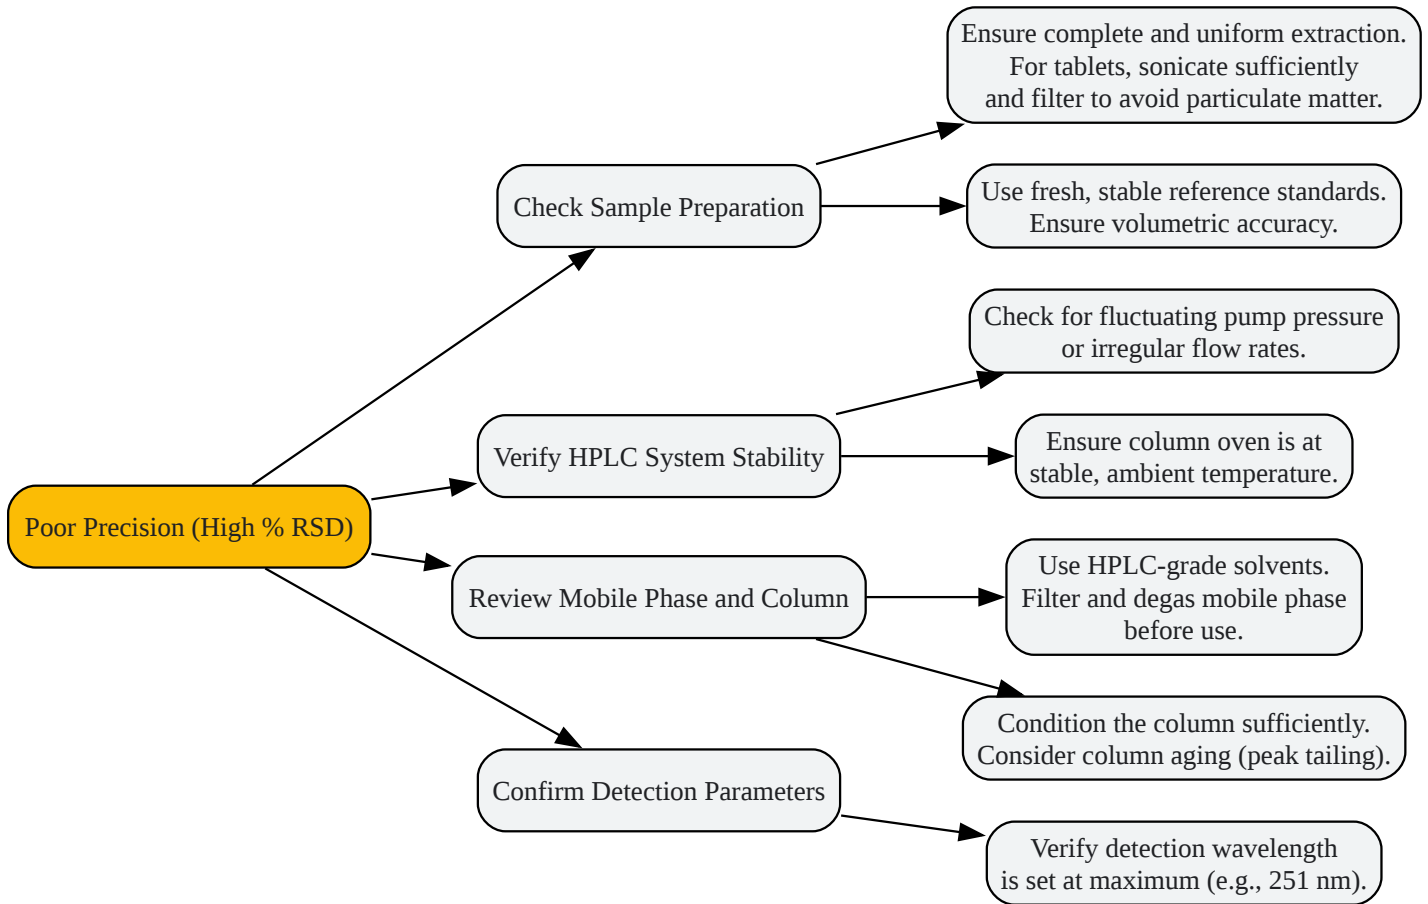 Poor Precision (High % RSD)
Check Sample Preparation
Ensure complete and uniform extraction.
For tablets, sonicate sufficiently
and filter to avoid particulate matter.
Use fresh, stable reference standards.
Ensure volumetric accuracy.
Verify HPLC System Stability
Check for fluctuating pump pressure
or irregular flow rates.
Ensure column oven is at
stable, ambient temperature.
Review Mobile Phase and Column
Use HPLC-grade solvents.
Filter and degas mobile phase
before use.
Condition the column sufficiently.
Consider column aging (peak tailing).
Confirm Detection Parameters
Verify detection wavelength
is set at maximum (e.g., 251 nm).